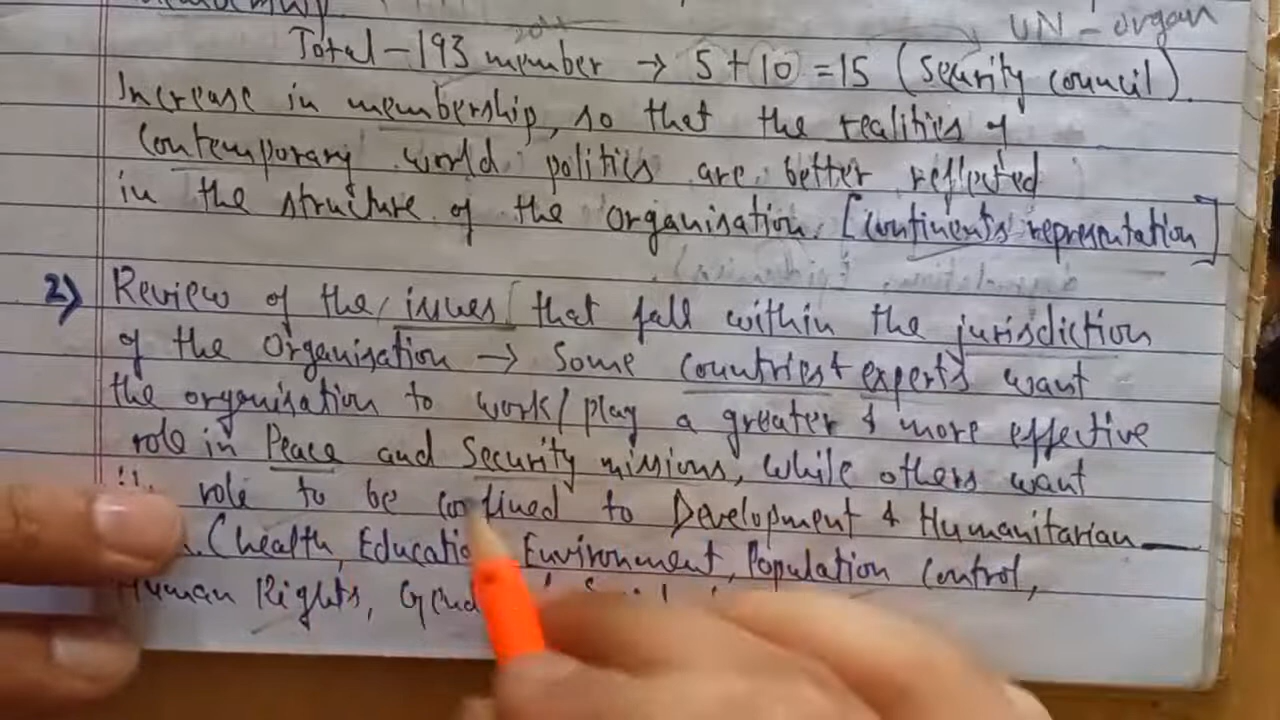 UN - organ
Total - 193 member → 5 + 10 = 15 (Security council).
Increase in membership, so that the realities of
contemporary world politics are better reflected
in the structure of the organisation. [continents representation]
2) Review of the issues that fall within the jurisdiction
of the organisation → Some countries & experts want
the organisation to work/play a greater & more effective
role in Peace and Security missions, while others want
role to be confined to Development & Humanitarian
(health, Education Environment, Population control,
Human Rights,